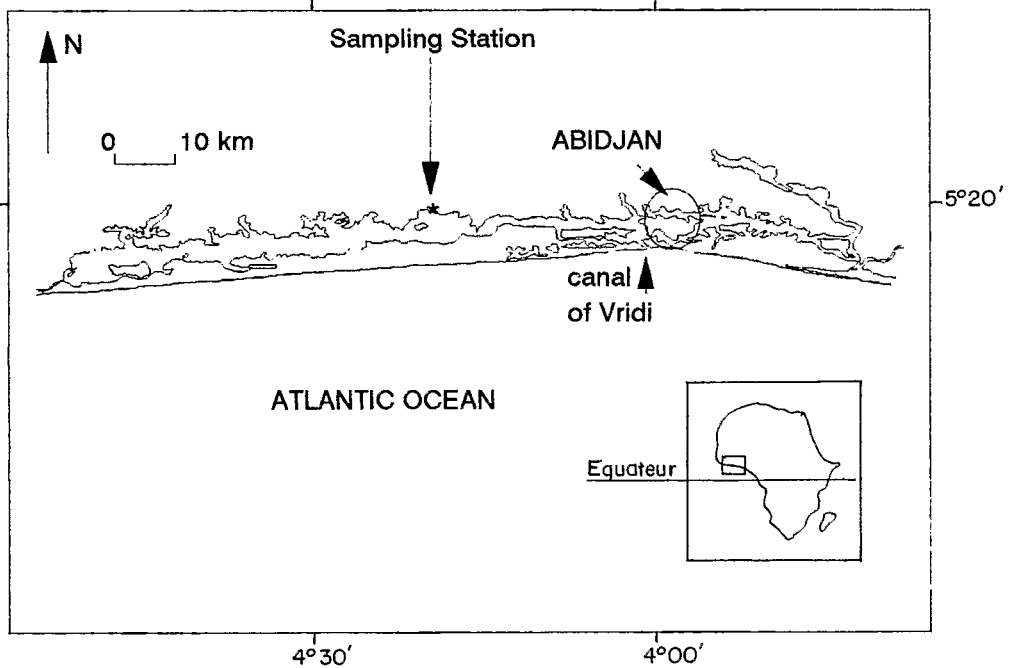 Sampling Station
N
0 10 km
ABIDJAN
5°20'
canal
of Vridi
ATLANTIC OCEAN
Equateur
4°30' 4°00'